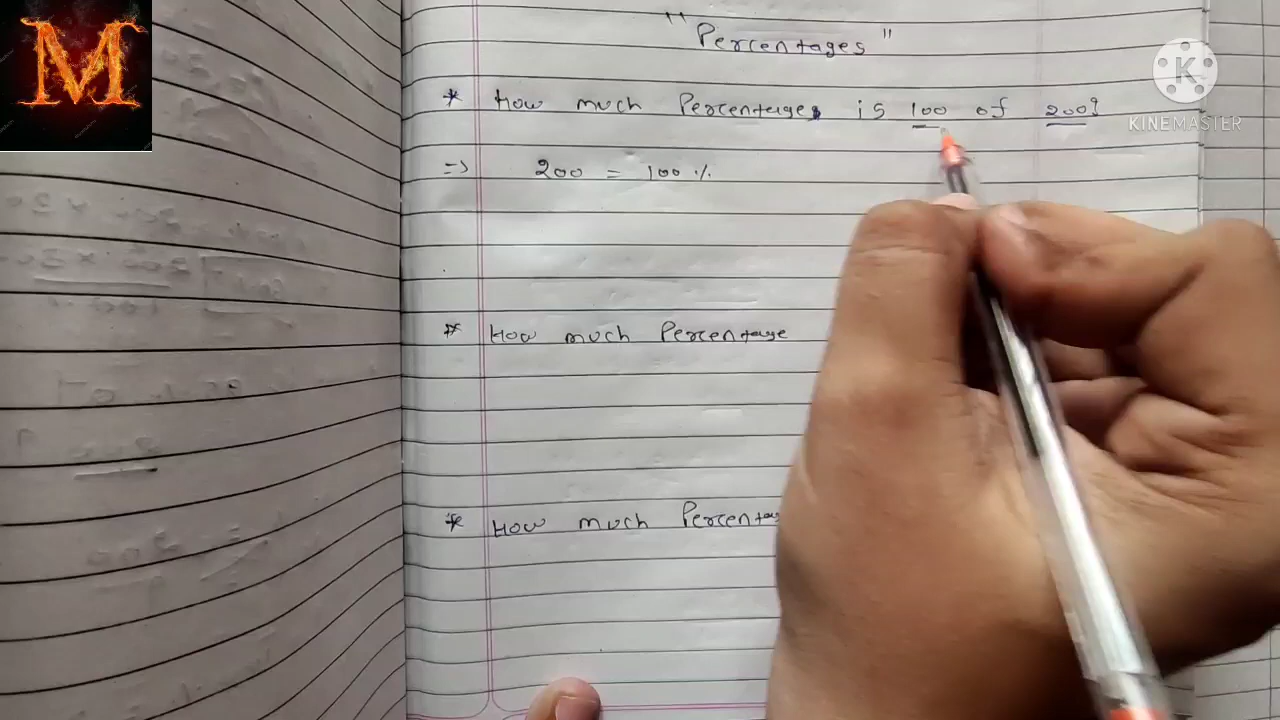 M
"Percentages"
KINEMASTER
* How much Percentages is 100 of 200?
=> 200 = 100 %
* How much Percentage
* How much Percenta